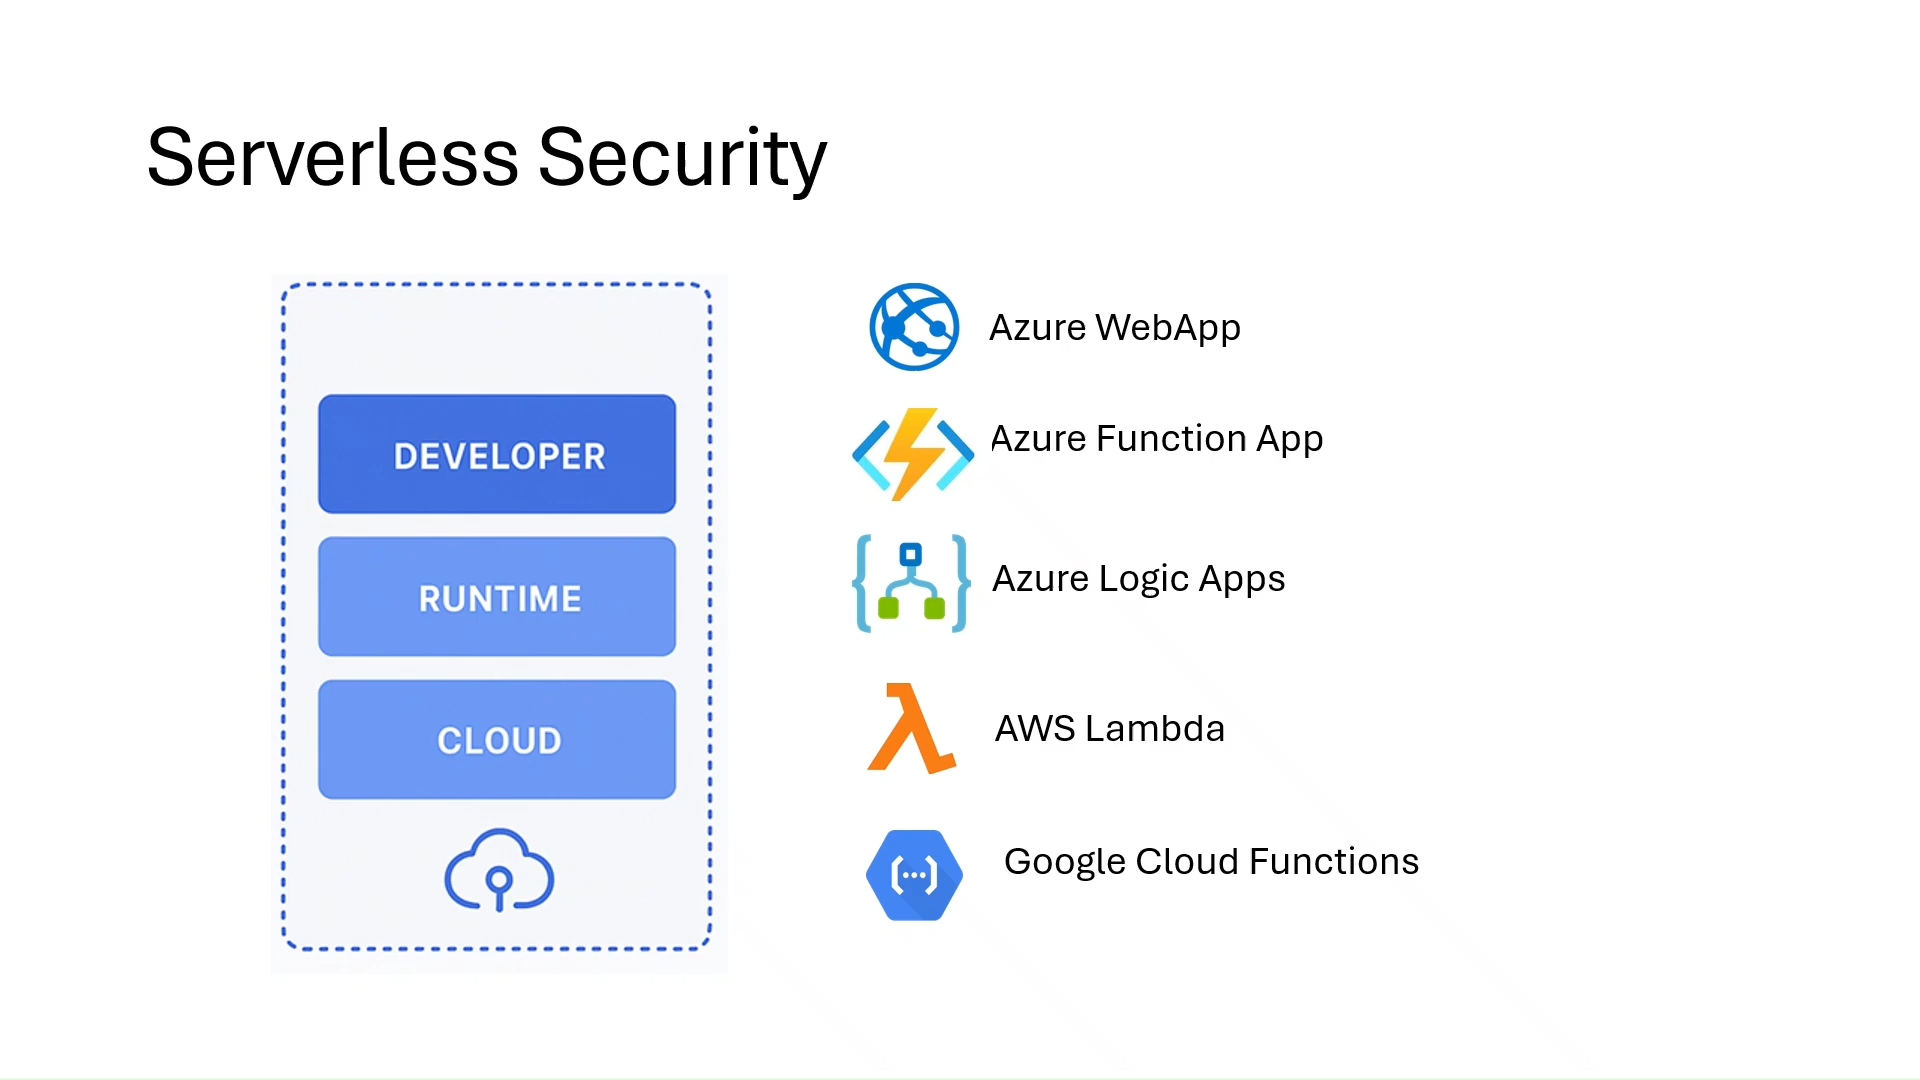 Serverless Security
DEVELOPER
RUNTIME
CLOUD
Azure WebApp
Azure Function App
Azure Logic Apps
AWS Lambda
Google Cloud Functions